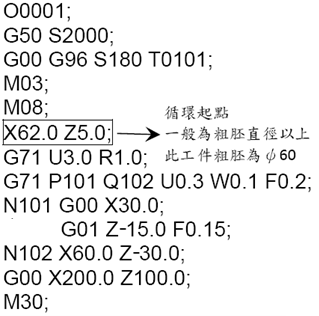 O0001;
G50 S2000;
G00 G96 S180 T0101;
M03;
M08;
X62.0 Z5.0;
循環起點
一般為粗胚直徑以上
此工件粗胚為φ60
G71 U3.0 R1.0;
G71 P101 Q102 U0.3 W0.1 F0.2;
N101 G00 X30.0;
G01 Z-15.0 F0.15;
N102 X60.0 Z-30.0;
G00 X200.0 Z100.0;
M30;